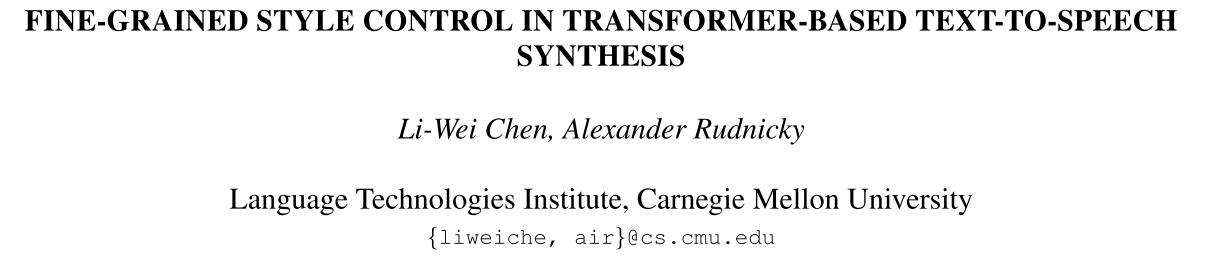 FINE-GRAINED STYLE CONTROL IN TRANSFORMER-BASED TEXT-TO-SPEECH
SYNTHESIS
Li-Wei Chen, Alexander Rudnicky
Language Technologies Institute, Carnegie Mellon University
{liweiche, air}@cs.cmu.edu